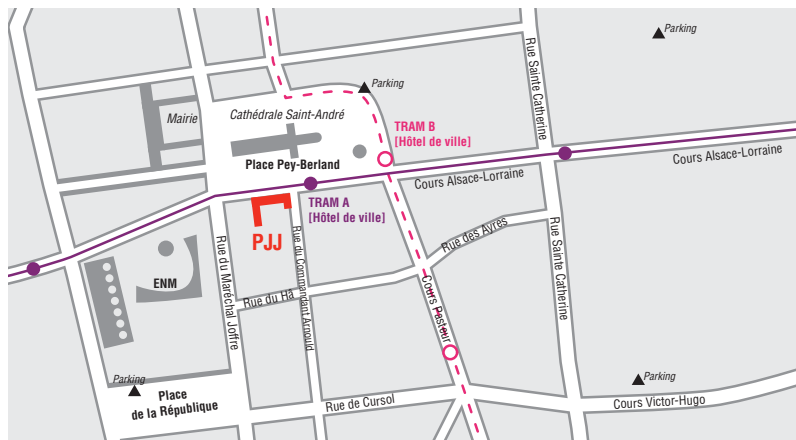 Parking
Rue Sainte Catherine
Parking
Mairie
Cathédrale Saint-André
TRAM B
[Hôtel de ville]
Place Pey-Berland
Cours Alsace-Lorraine
Cours Alsace-Lorraine
TRAM A
[Hôtel de ville]
PJJ
Rue du Maréchal Joffre
Rue du Commandant Arnould
Rue des Ayres
Rue Sainte Catherine
ENM
Rue du Hâ
Cours Pasteur
Parking
Parking
Place
de la République
Rue de Cursol
Cours Victor-Hugo